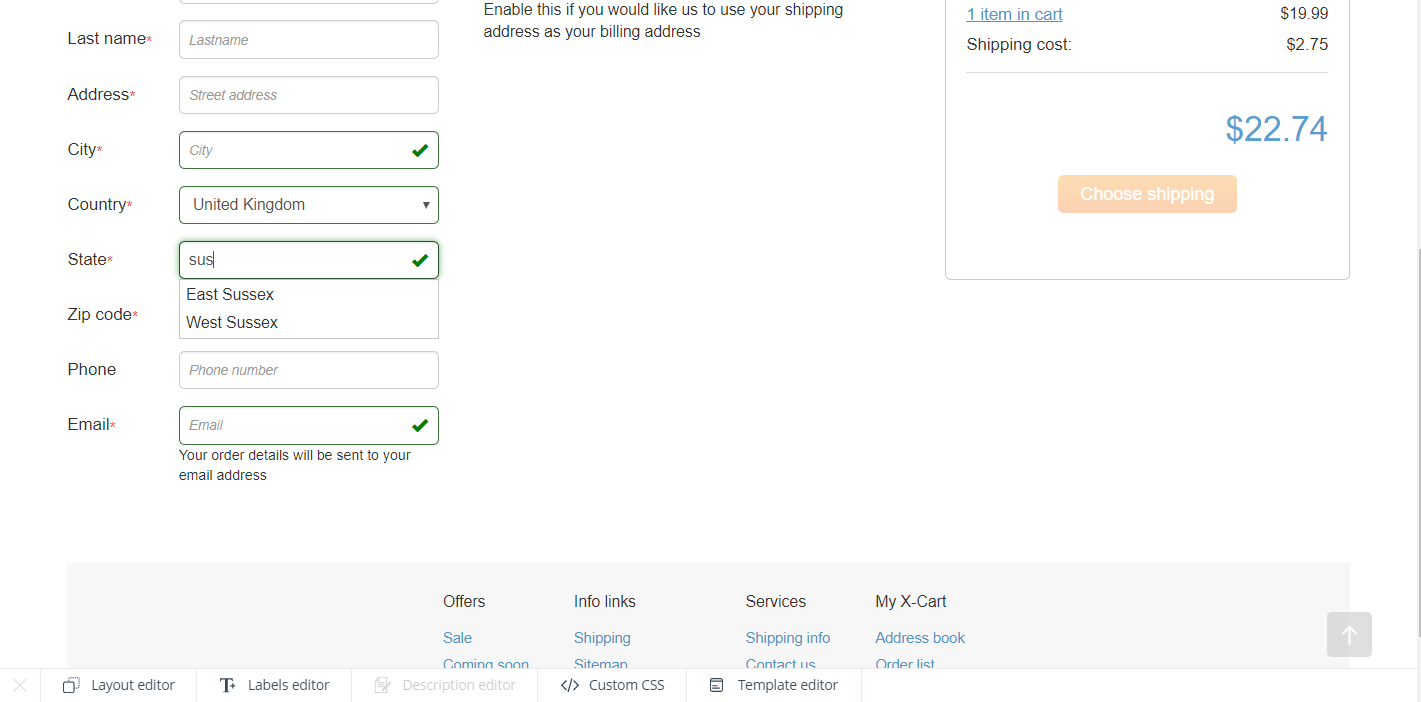 Last name*
Lastname
Address*
Street address
City*
City
Country*
United Kingdom
State*
sus
East Sussex
West Sussex
Zip code*
Phone
Phone number
Email*
Email
Your order details will be sent to your
email address
Enable this if you would like us to use your shipping
address as your billing address
1 item in cart $19.99
Shipping cost: $2.75
$22.74
Choose shipping
Offers
Sale
Coming soon
Info links
Shipping
Sitemap
Services
Shipping info
Contact us
My X-Cart
Address book
Order list
Layout editor
Labels editor
Description editor
Custom CSS
Template editor